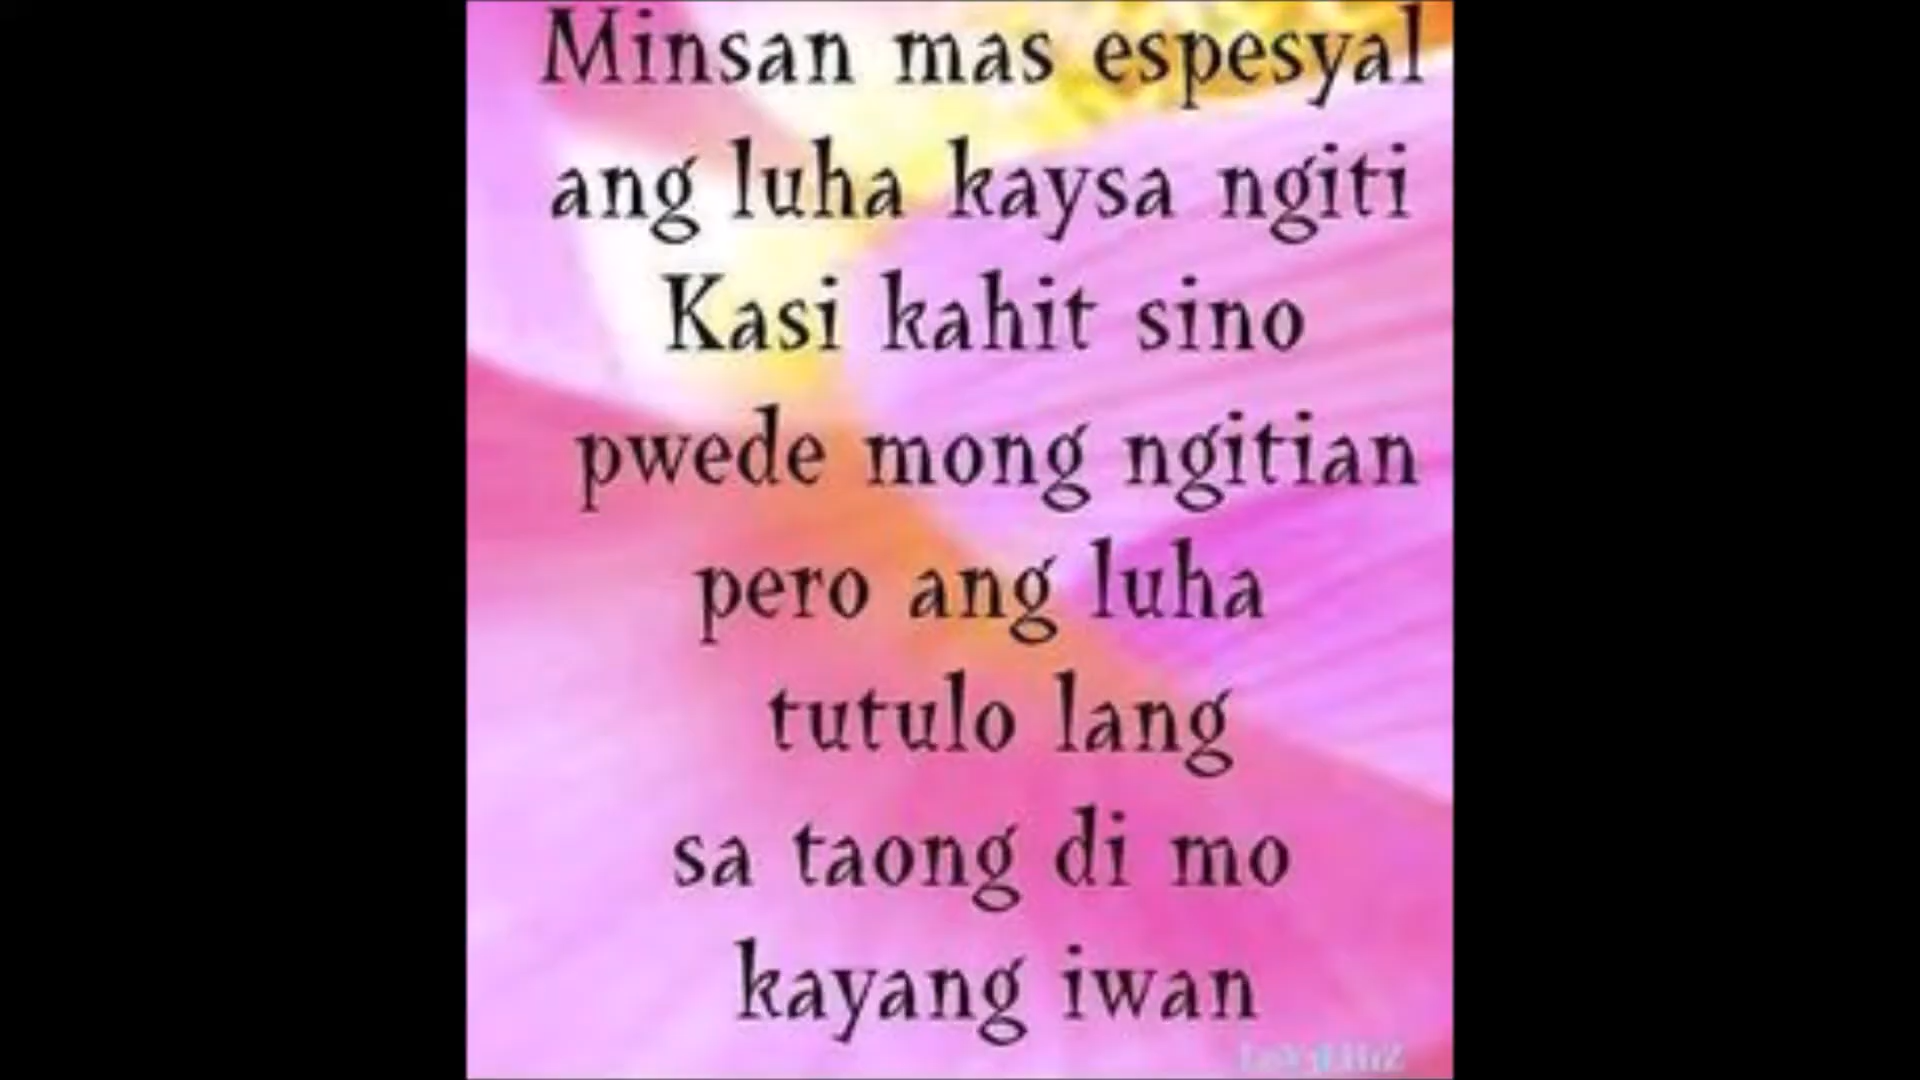 Minsan mas espesyal
ang luha kaysa ngiti
Kasi kahit sino
pwede mong ngitian
pero ang luha
tutulo lang
sa taong di mo
kayang iwan